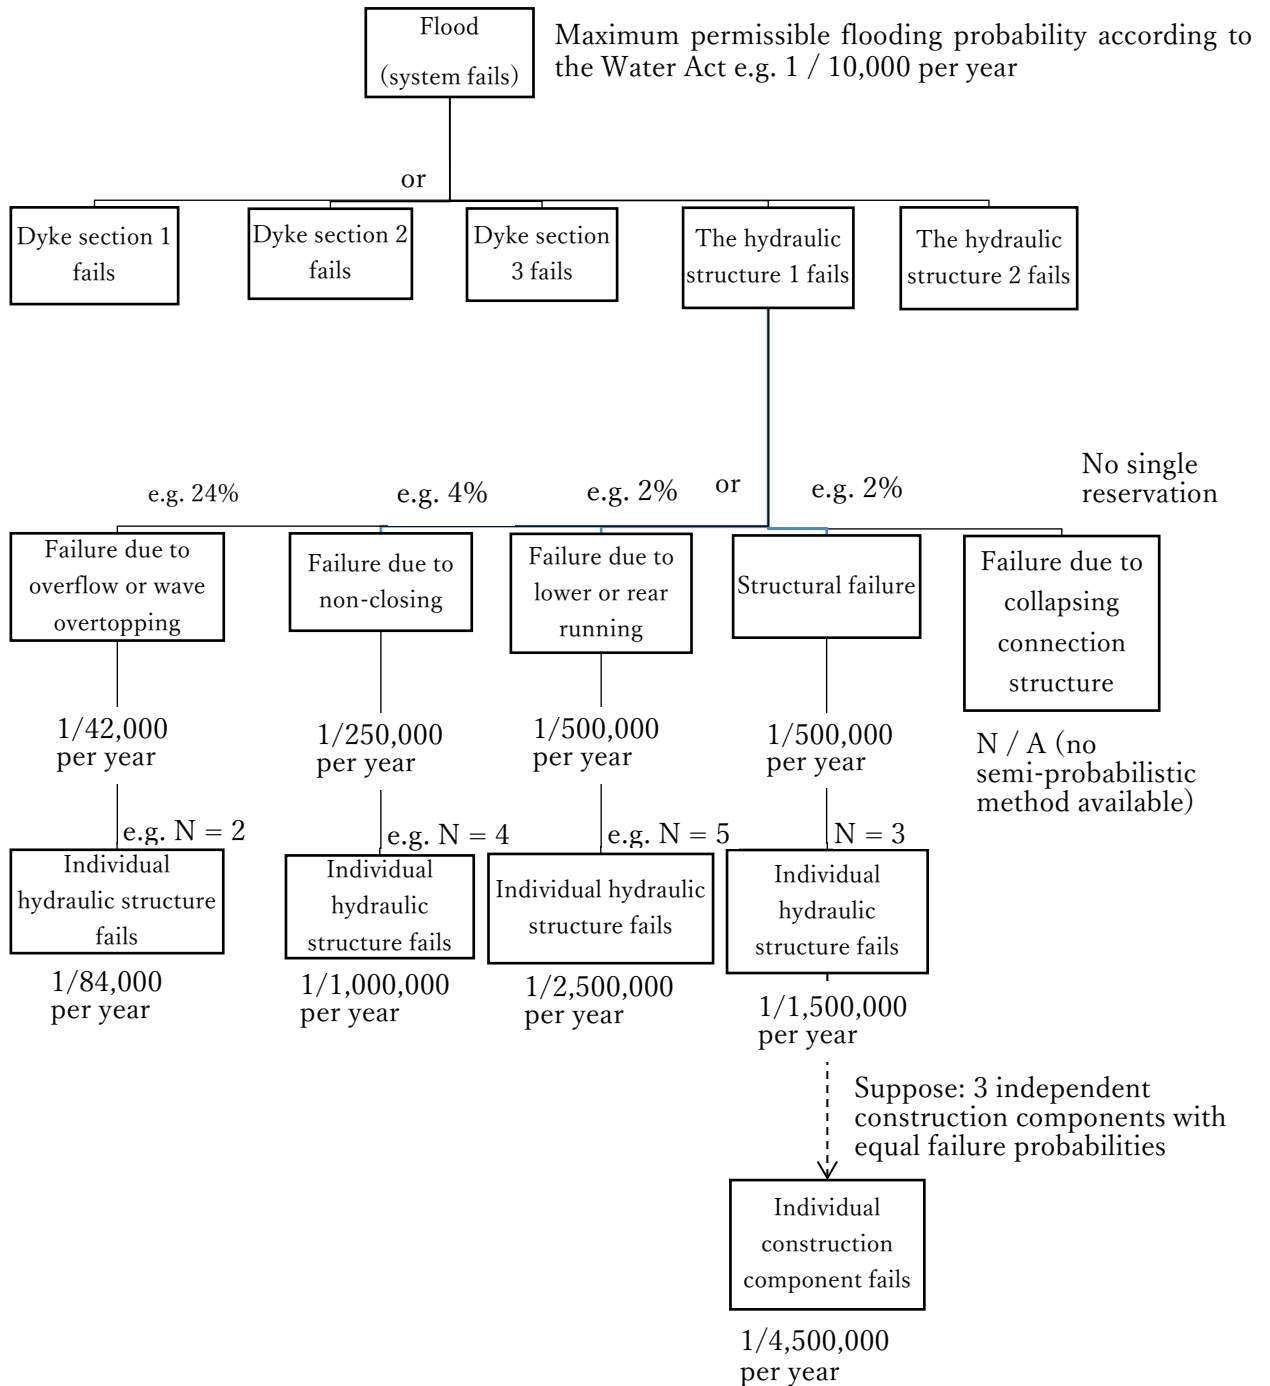 Flood
(system fails)
Maximum permissible flooding probability according to
the Water Act e.g. 1 / 10,000 per year
or
Dyke section 1
fails
Dyke section 2
fails
Dyke section
3 fails
The hydraulic
structure 1 fails
The hydraulic
structure 2 fails
e.g. 24%
e.g. 4%
e.g. 2%
or
e.g. 2%
No single
reservation
Failure due to
overflow or wave
overtopping
Failure due to
non-closing
Failure due to
lower or rear
running
Structural failure
Failure due to
collapsing
connection
structure
1/42,000
per year
1/250,000
per year
1/500,000
per year
1/500,000
per year
N / A (no
semi-probabilistic
method available)
e.g. N = 2
e.g. N = 4
e.g. N = 5
N = 3
Individual
hydraulic structure
fails
Individual
hydraulic
structure fails
Individual hydraulic
structure fails
Individual
hydraulic
structure fails
1/84,000
per year
1/1,000,000
per year
1/2,500,000
per year
1/1,500,000
per year
Suppose: 3 independent
construction components with
equal failure probabilities
Individual
construction
component fails
1/4,500,000
per year